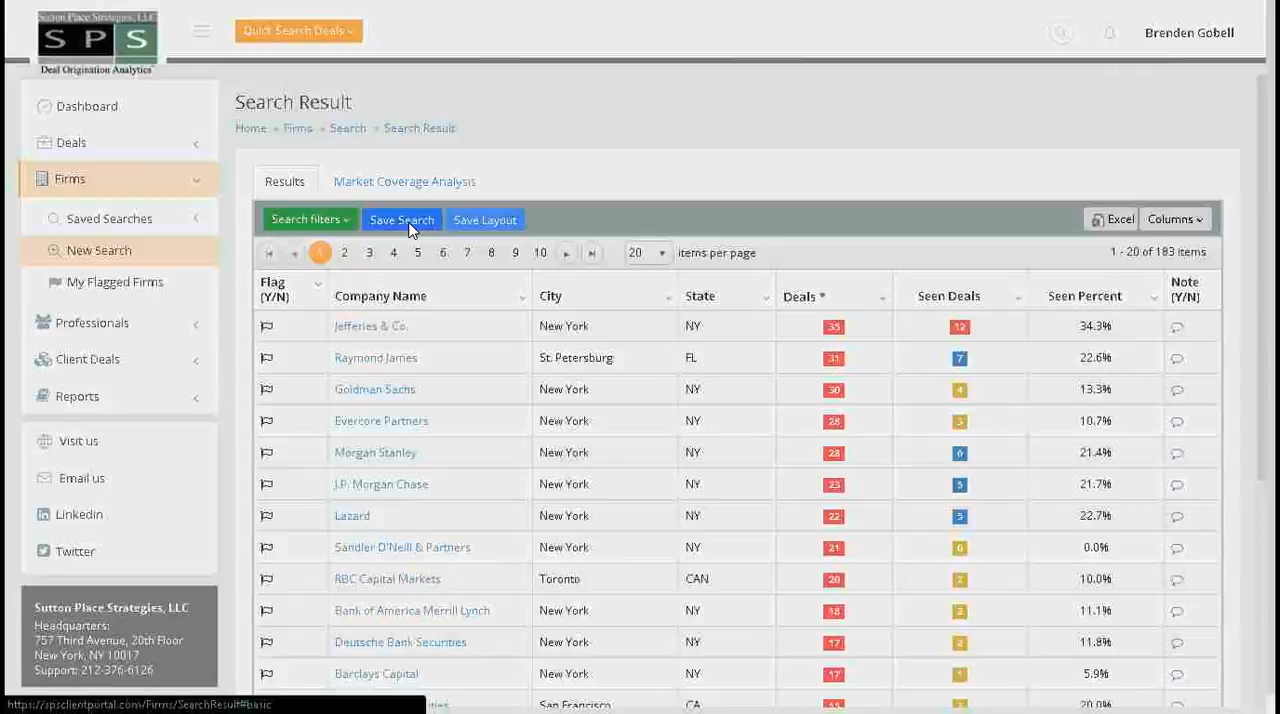 Sutton Place Strategies, LLC
SPS
Deal Origination Analytics
Quick Search Deals
Brenden Gobell
Dashboard
Deals
Firms
Saved Searches
New Search
My Flagged Firms
Professionals
Client Deals
Reports
Visit us
Email us
Linkedin
Twitter
Sutton Place Strategies, LLC
Headquarters:
757 Third Avenue, 20th Floor
New York, NY 10017
Support: 212-376-6126
Search Result
Home Firms Search Search Result
Results Market Coverage Analysis
Search filters Save Search Save Layout Excel Columns
1 2 3 4 5 6 7 8 9 10 20 items per page 1 - 20 of 183 items
Flag (Y/N) Company Name City State Deals Seen Deals Seen Percent Note (Y/N)
Jefferies & Co. New York NY 35 12 34.3%
Raymond James St. Petersburg FL 31 7 22.6%
Goldman Sachs New York NY 30 4 13.3%
Evercore Partners New York NY 28 3 10.7%
Morgan Stanley New York NY 28 6 21.4%
J.P. Morgan Chase New York NY 23 5 21.7%
Lazard New York NY 22 5 22.7%
Sandler O'Neill & Partners New York NY 21 0 0.0%
RBC Capital Markets Toronto CAN 20 2 10.0%
Bank of America Merrill Lynch New York NY 18 2 11.1%
Deutsche Bank Securities New York NY 17 2 11.8%
Barclays Capital New York NY 17 1 5.9%
San Francisco CA 20.0%
https://spsclientportal.com/Firms/SearchResult#basic